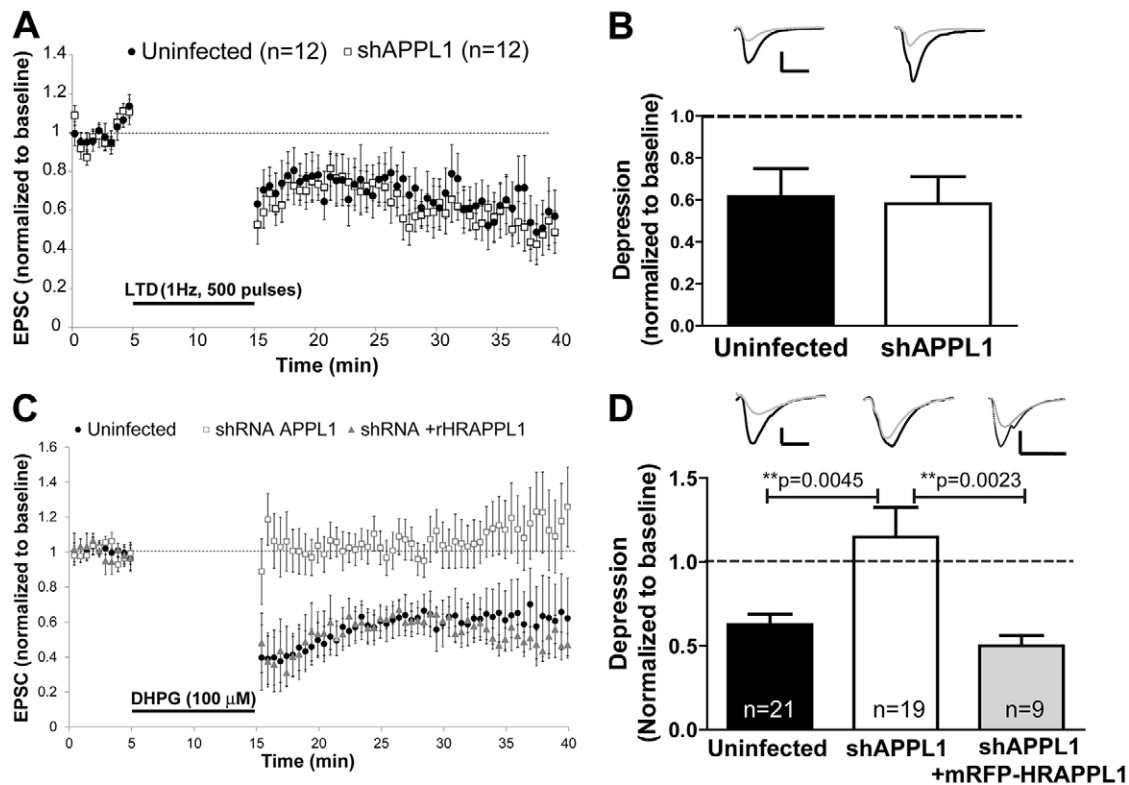 A
Uninfected (n=12) shAPPL1 (n=12)
EPSC (normalized to baseline)
1.4
1.2
1
0.8
0.6
0.4
0.2
0
LTD (1Hz, 500 pulses)
0 5 10 15 20 25 30 35 40
Time (min)
B
Depression
(normalized to baseline)
1.0
0.8
0.6
0.4
0.2
0.0
Uninfected shAPPL1
C
Uninfected shRNA APPL1 shRNA +rHRAPPL1
EPSC (normalized to baseline)
1.6
1.4
1.2
1
0.8
0.6
0.4
0.2
0
DHPG (100 µM)
0 5 10 15 20 25 30 35 40
Time (min)
D
Depression
(Normalized to baseline)
1.5
1.0
0.5
0.0
**p=0.0045 **p=0.0023
n=21 n=19 n=9
Uninfected shAPPL1 shAPPL1
+mRFP-HRAPPL1